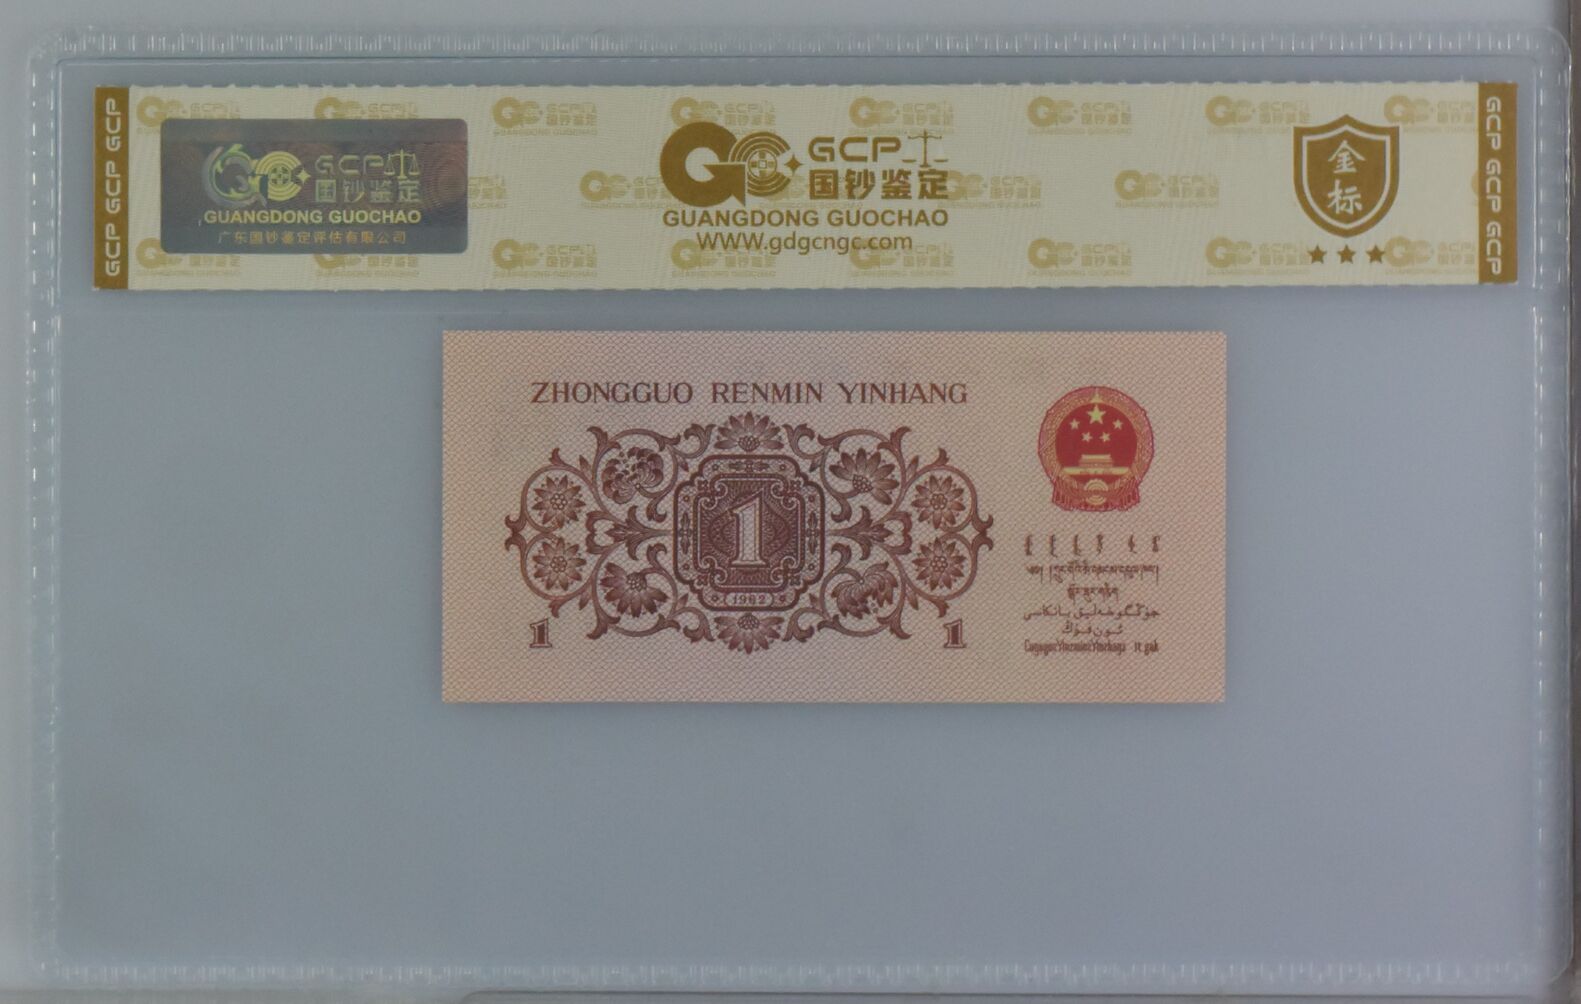 GCP GCP GCP
GCP
国钞鉴定
GUANGDONG GUOCHAO
广东国钞鉴定评估有限公司
GCP
国钞鉴定
GUANGDONG GUOCHAO
WWW.gdgcngc.com
金
标
GCP GCP GCP
ZHONGGUO RENMIN YINHANG
1
(1962)
1
1